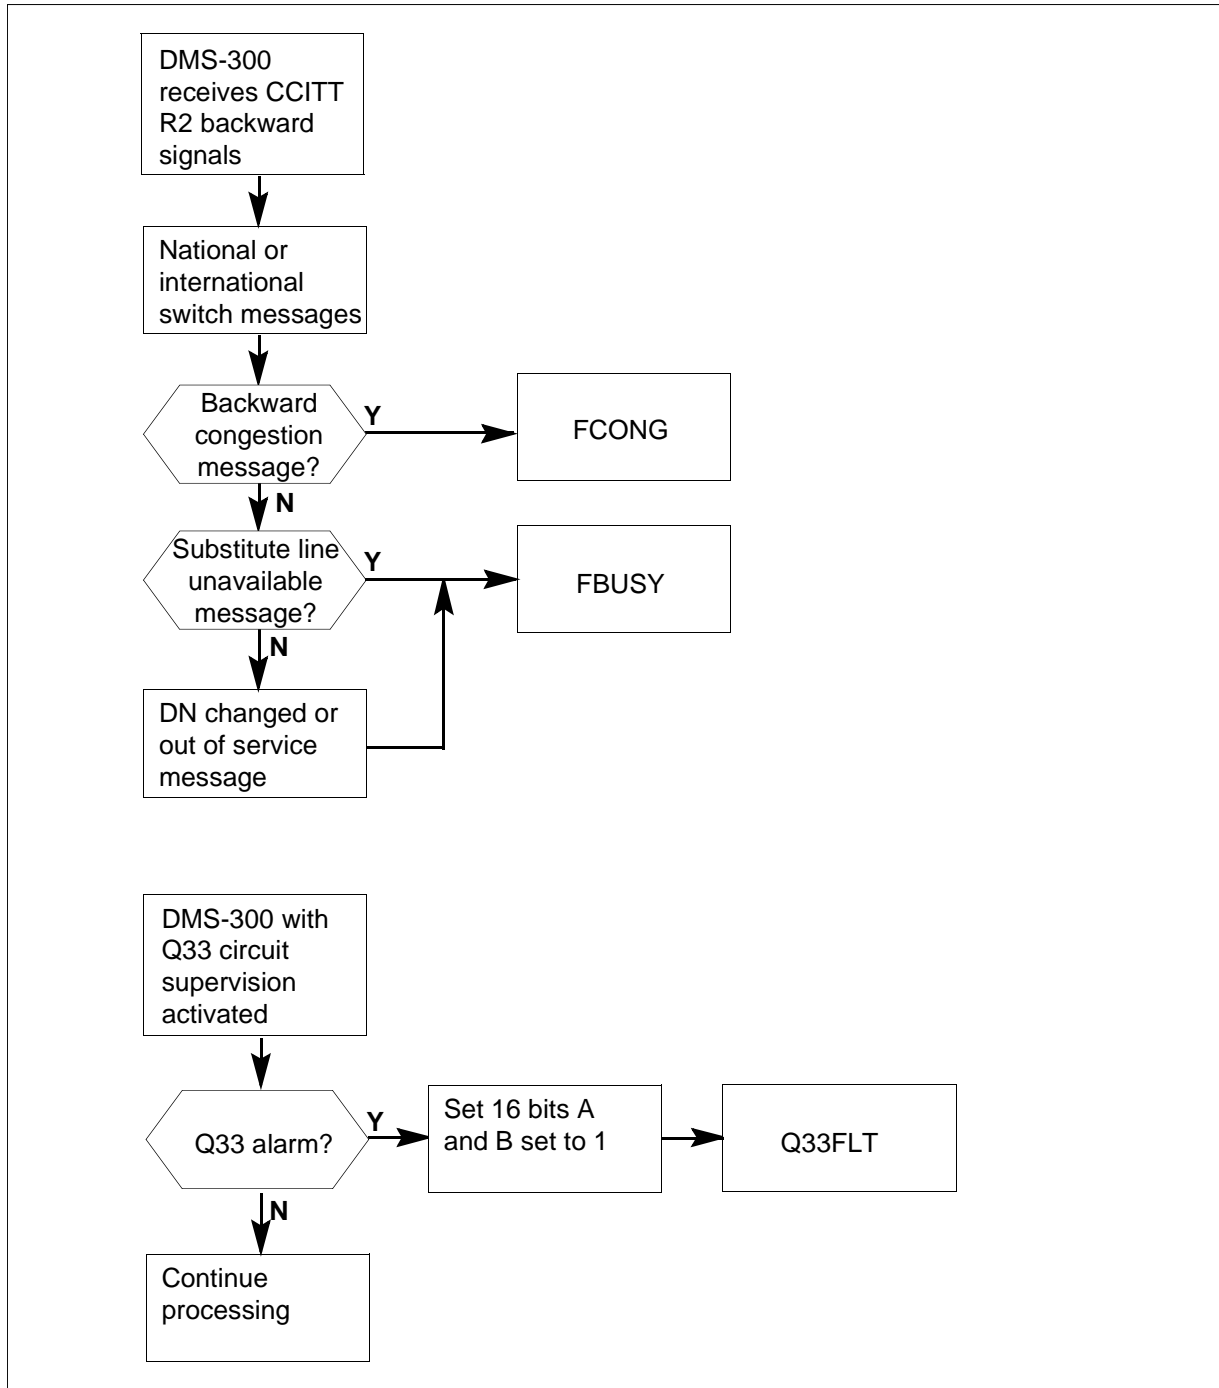 DMS-300
receives CCITT
R2 backward
signals
National or
international
switch messages
Backward
congestion
message?
Y
FCONG
N
Substitute line
unavailable
message?
Y
FBUSY
N
DN changed or
out of service
message
DMS-300 with
Q33 circuit
supervision
activated
Q33 alarm?
Y
Set 16 bits A
and B set to 1
Q33FLT
N
Continue
processing